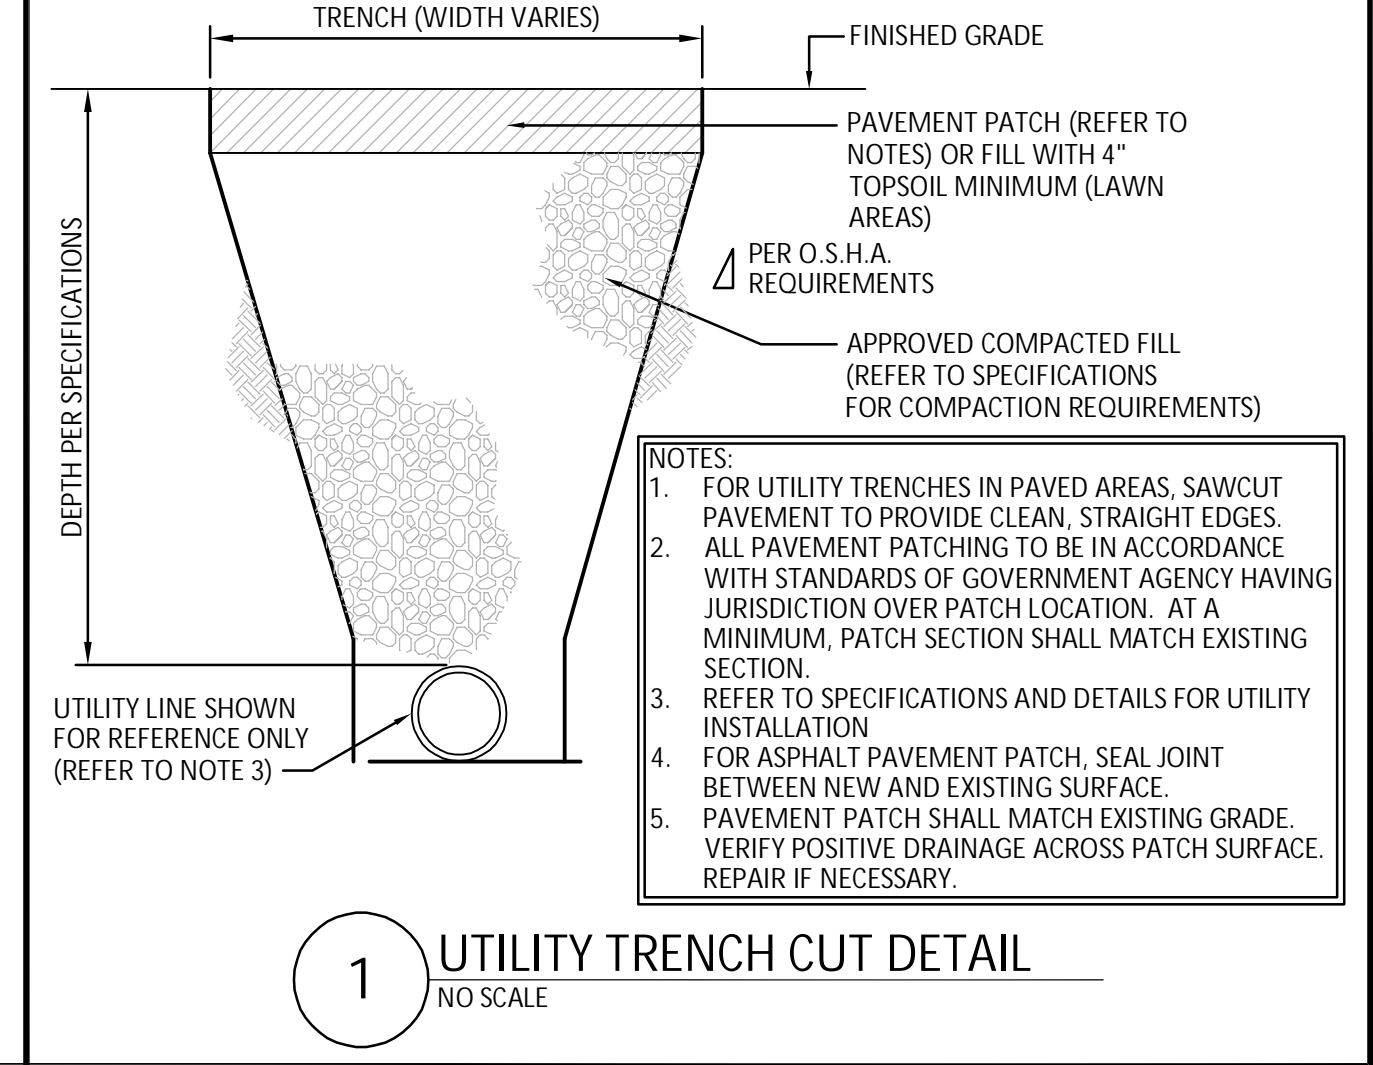 TRENCH (WIDTH VARIES)
FINISHED GRADE
PAVEMENT PATCH (REFER TO
NOTES) OR FILL WITH 4"
TOPSOIL MINIMUM (LAWN
AREAS)
PER O.S.H.A.
REQUIREMENTS
APPROVED COMPACTED FILL
(REFER TO SPECIFICATIONS
FOR COMPACTION REQUIREMENTS)
DEPTH PER SPECIFICATIONS
UTILITY LINE SHOWN
FOR REFERENCE ONLY
(REFER TO NOTE 3)
NOTES:
1. FOR UTILITY TRENCHES IN PAVED AREAS, SAWCUT
PAVEMENT TO PROVIDE CLEAN, STRAIGHT EDGES.
2. ALL PAVEMENT PATCHING TO BE IN ACCORDANCE
WITH STANDARDS OF GOVERNMENT AGENCY HAVING
JURISDICTION OVER PATCH LOCATION. AT A
MINIMUM, PATCH SECTION SHALL MATCH EXISTING
SECTION.
3. REFER TO SPECIFICATIONS AND DETAILS FOR UTILITY
INSTALLATION
4. FOR ASPHALT PAVEMENT PATCH, SEAL JOINT
BETWEEN NEW AND EXISTING SURFACE.
5. PAVEMENT PATCH SHALL MATCH EXISTING GRADE.
VERIFY POSITIVE DRAINAGE ACROSS PATCH SURFACE.
REPAIR IF NECESSARY.
1 UTILITY TRENCH CUT DETAIL
NO SCALE